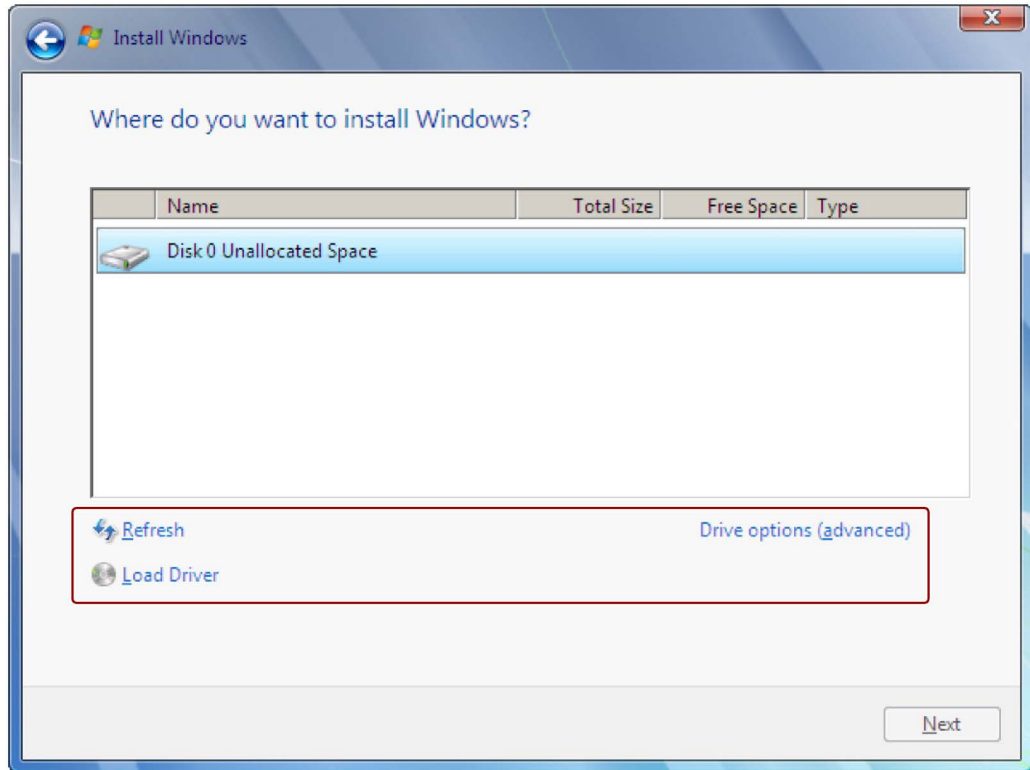 Install Windows
Where do you want to install Windows?
Name Total Size Free Space Type
Disk 0 Unallocated Space
Refresh Drive options (advanced)
Load Driver
Next